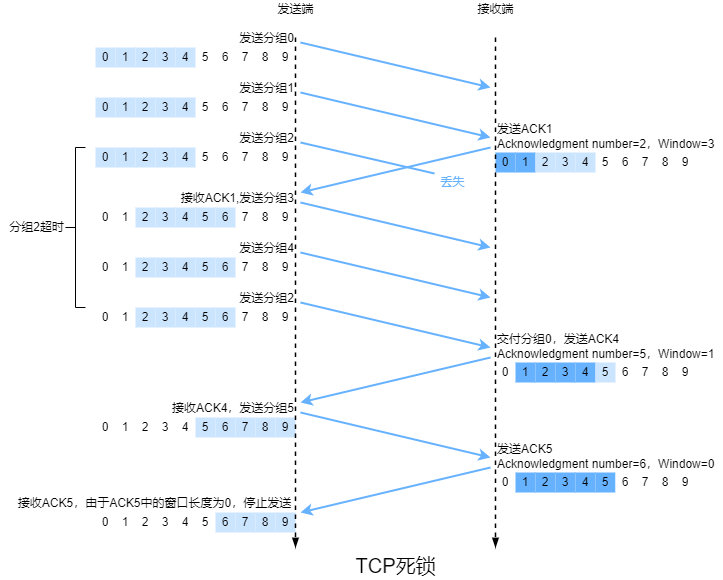 发送端
接收端
发送分组0
0 1 2 3 4 5 6 7 8 9
发送分组1
0 1 2 3 4 5 6 7 8 9
发送ACK1
Acknowledgment number=2，Window=3
0 1 2 3 4 5 6 7 8 9
发送分组2
0 1 2 3 4 5 6 7 8 9
丢失
分组2超时
接收ACK1,发送分组3
0 1 2 3 4 5 6 7 8 9
发送分组4
0 1 2 3 4 5 6 7 8 9
发送分组2
0 1 2 3 4 5 6 7 8 9
交付分组0，发送ACK4
Acknowledgment number=5，Window=1
0 1 2 3 4 5 6 7 8 9
接收ACK4，发送分组5
0 1 2 3 4 5 6 7 8 9
发送ACK5
Acknowledgment number=6，Window=0
0 1 2 3 4 5 6 7 8 9
接收ACK5，由于ACK5中的窗口长度为0，停止发送
0 1 2 3 4 5 6 7 8 9
TCP死锁